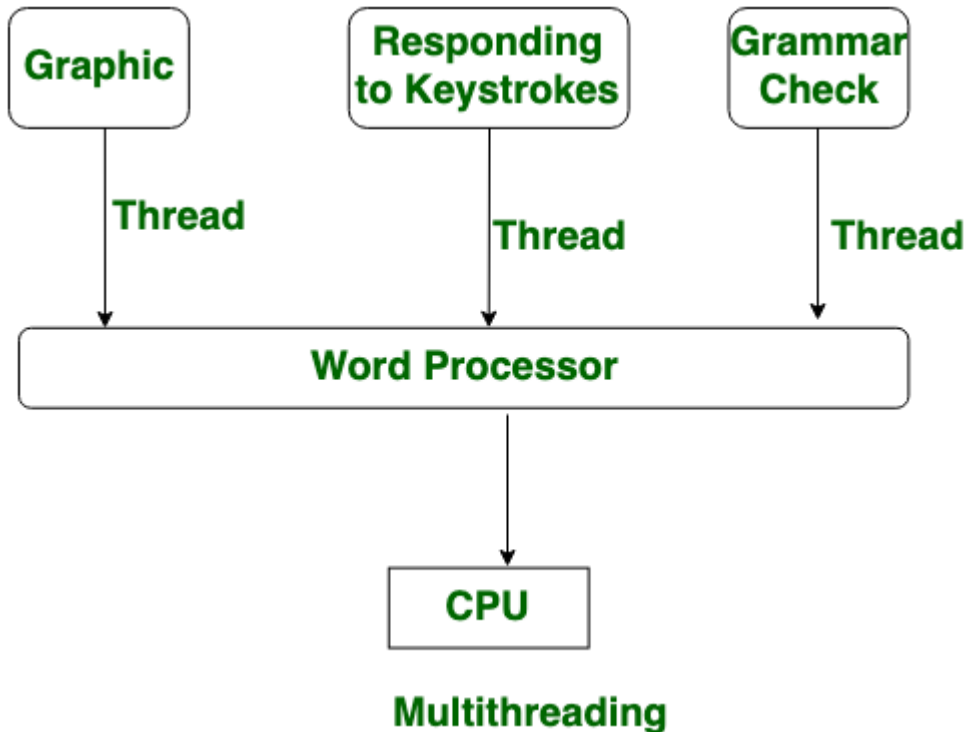 Graphic
Responding
to Keystrokes
Grammar
Check
Thread
Thread
Thread
Word Processor
CPU
Multithreading